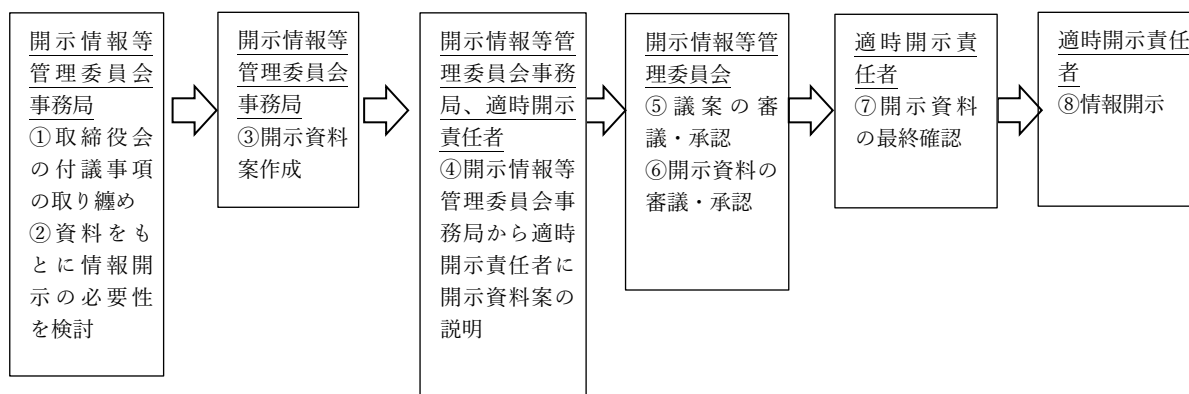 開示情報等
管理委員会
事務局
①取締役会
の付議事項
の取り纏め
②資料をも
とに情報開
示の必要性
を検討
開示情報等
管理委員会
事務局
③開示資料
案作成
開示情報等管
理委員会事務
局、適時開示
責任者
④開示情報等
管理委員会事
務局から適時
開示責任者に
開示資料案の
説明
開示情報等管
理委員会
⑤議案の審
議・承認
⑥開示資料の
審議・承認
適時開示責
任者
⑦開示資料
の最終確認
適時開示責任
者
⑧情報開示